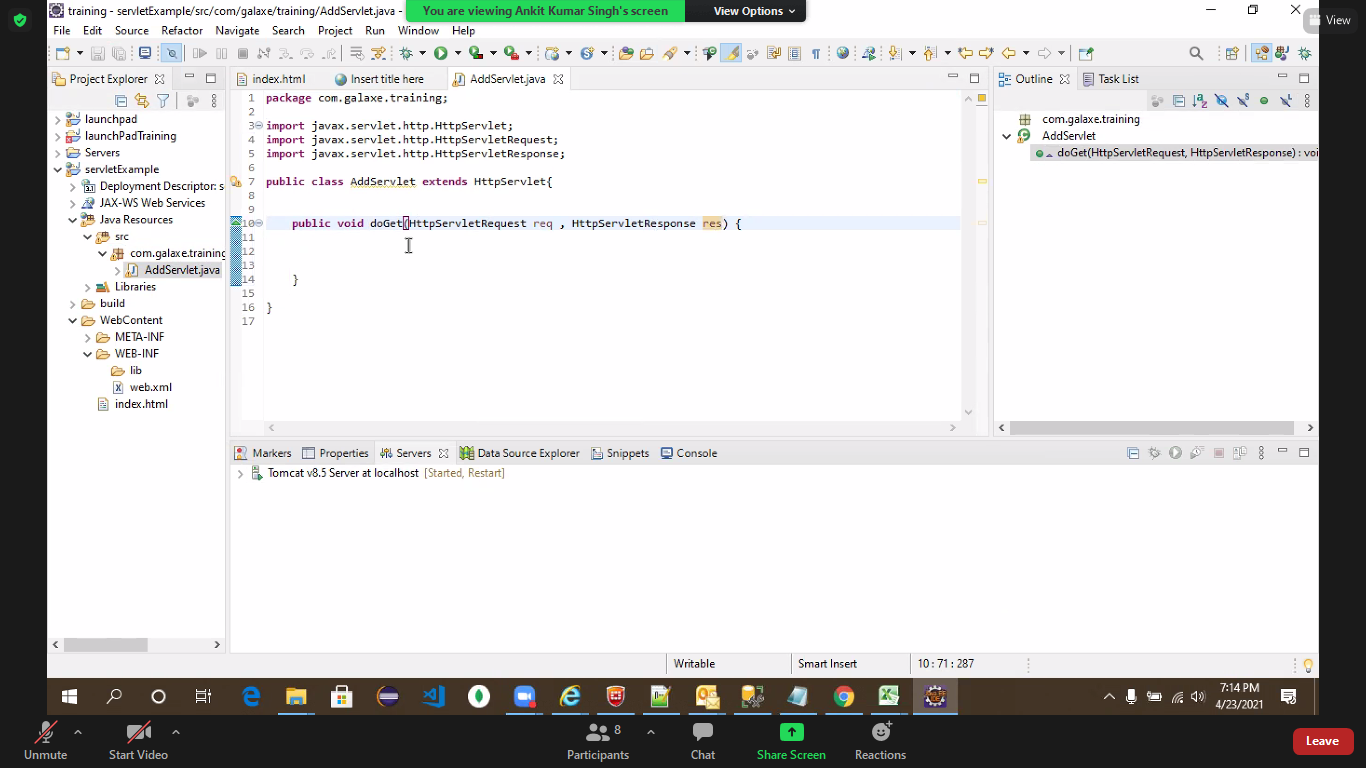 training - servletExample/src/com/galaxe/training/AddServlet.java -
You are viewing Ankit Kumar Singh's screen
View Options
View
File Edit Source Refactor Navigate Search Project Run Window Help
Project Explorer
index.html
Insert title here
AddServlet.java
Outline
Task List
launchpad
launchPadTraining
Servers
servletExample
Deployment Descriptor: s
JAX-WS Web Services
Java Resources
src
com.galaxe.training
AddServlet.java
Libraries
build
WebContent
META-INF
WEB-INF
lib
web.xml
index.html
1 package com.galaxe.training;
2
3 import javax.servlet.http.HttpServlet;
4 import javax.servlet.http.HttpServletRequest;
5 import javax.servlet.http.HttpServletResponse;
6
7 public class AddServlet extends HttpServlet{
8
9
10 public void doGet(HttpServletRequest req , HttpServletResponse res) {
11
12
13
14 }
15
16 }
17
com.galaxe.training
AddServlet
doGet(HttpServletRequest, HttpServletResponse) : voi
Markers
Properties
Servers
Data Source Explorer
Snippets
Console
Tomcat v8.5 Server at localhost [Started, Restart]
Writable
Smart Insert
10 : 71 : 287
7:14 PM
4/23/2021
Unmute
Start Video
Participants
8
Chat
Share Screen
Reactions
Leave